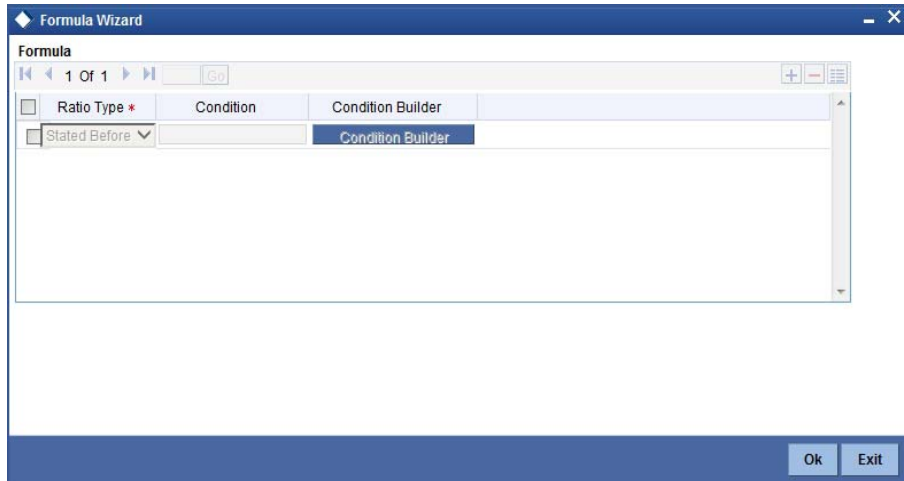 Formula Wizard
Formula
1 Of 1 Go
Ratio Type * Condition Condition Builder
Stated Before Condition Builder
Ok Exit